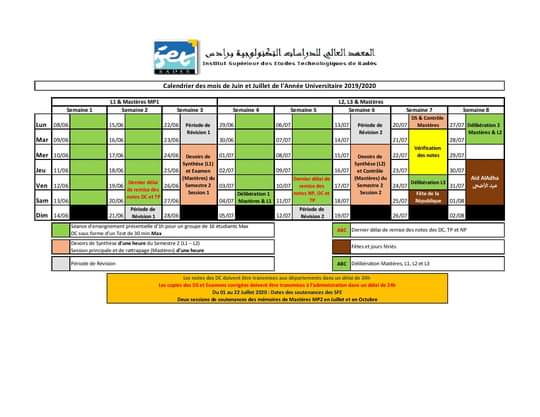 المعهد العالي للدراسات التكنولوجية برادس
iset
RADES
Institut Supérieur des Etudes Technologiques de Radès
Calendrier des mois de Juin et Juillet de l'Année Universitaire 2019/2020
L1 & Mastères MP1 L2, L3 & Mastères
Semaine 1 Semaine 2 Semaine 3 Semaine 4 Semaine 5 Semaine 6 Semaine 7 Semaine 8
Lun 08/06 15/06 22/06 Période de Révision 1 29/06 06/07 13/07 Période de Révision 2 20/07 DS & Contrôle Mastères 27/07 Délibération 2 Mastères & L2
Mar 09/06 16/06 23/06 30/06 07/07 14/07 21/07 Vérification des notes 28/07
Mer 10/06 17/06 24/06 Devoirs de Synthèse (L1) et Examen (Mastères) de Semestre 2 Session 1 01/07 08/07 15/07 Devoirs de Synthèse (L2) et Contrôle (Mastères) de Semestre 2 Session 2 22/07 29/07
Jeu 11/06 18/06 25/06 02/07 09/07 16/07 23/07 30/07 Aid AlAdha عيد الأضحى
Ven 12/06 19/06 Dernier délai de remise des notes DC et TP 26/06 03/07 10/07 Dernier délai de remise des notes NP, DC et TP 17/07 24/07 Délibération L3 31/07
Sam 13/06 20/06 27/06 04/07 Délibération 1 Mastères & L1 11/07 18/07 25/07 Fête de la République 01/08
Dim 14/06 21/06 Période de Révision 1 28/06 05/07 12/07 Période de Révision 2 19/07 26/07 02/08
Séance d'enseignement présentielle d'1h pour un groupe de 16 étudiants Max
DC sous forme d'un Test de 30 min Max
ABC Dernier délai de remise des notes des DC, TP et NP
Devoirs de Synthèse d'une heure du Semestre 2 (L1 – L2)
Session principale et de rattrapage (Mastères) d'une heure
Fêtes et jours fériés
Période de Révision
ABC Délibération Mastères, L1, L2 et L3
Les notes des DC doivent être transmises aux départements dans un délai de 20h
Les copies des DS et Examens corrigées doivent être transmises à l'administration dans un délai de 24h
Du 01 au 22 Juillet 2020 : Dates des soutenances des SFE
Deux sessions de soutenances des mémoires de Mastères MP2 en Juillet et en Octobre